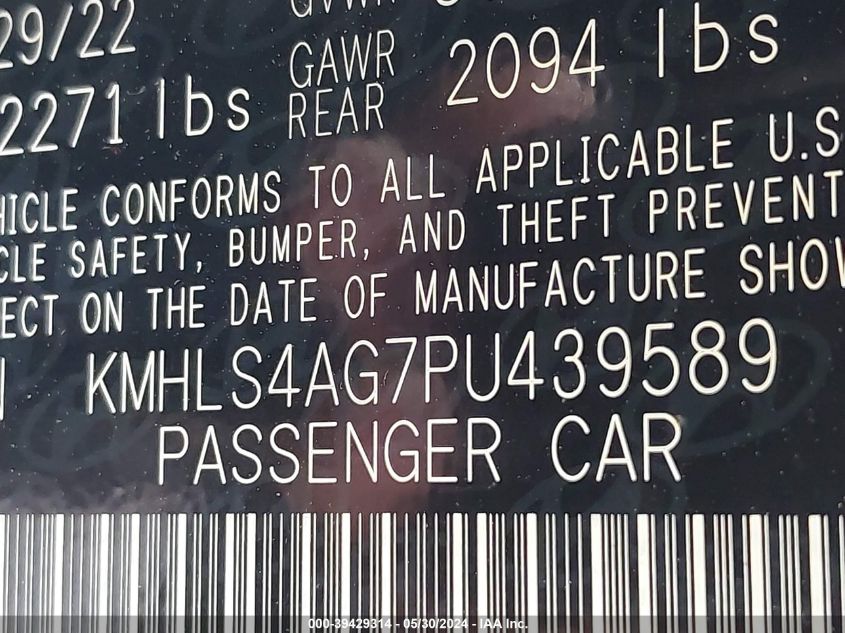 29/22
GAWR 2094 lbs
2271 lbs REAR
HICLE CONFORMS TO ALL APPLICABLE U.S
CLE SAFETY, BUMPER, AND THEFT PREVENT
ECT ON THE DATE OF MANUFACTURE SHOW
KMHLS4AG7PU439589
PASSENGER CAR
000-39429314 - 05/30/2024 - IAA Inc.